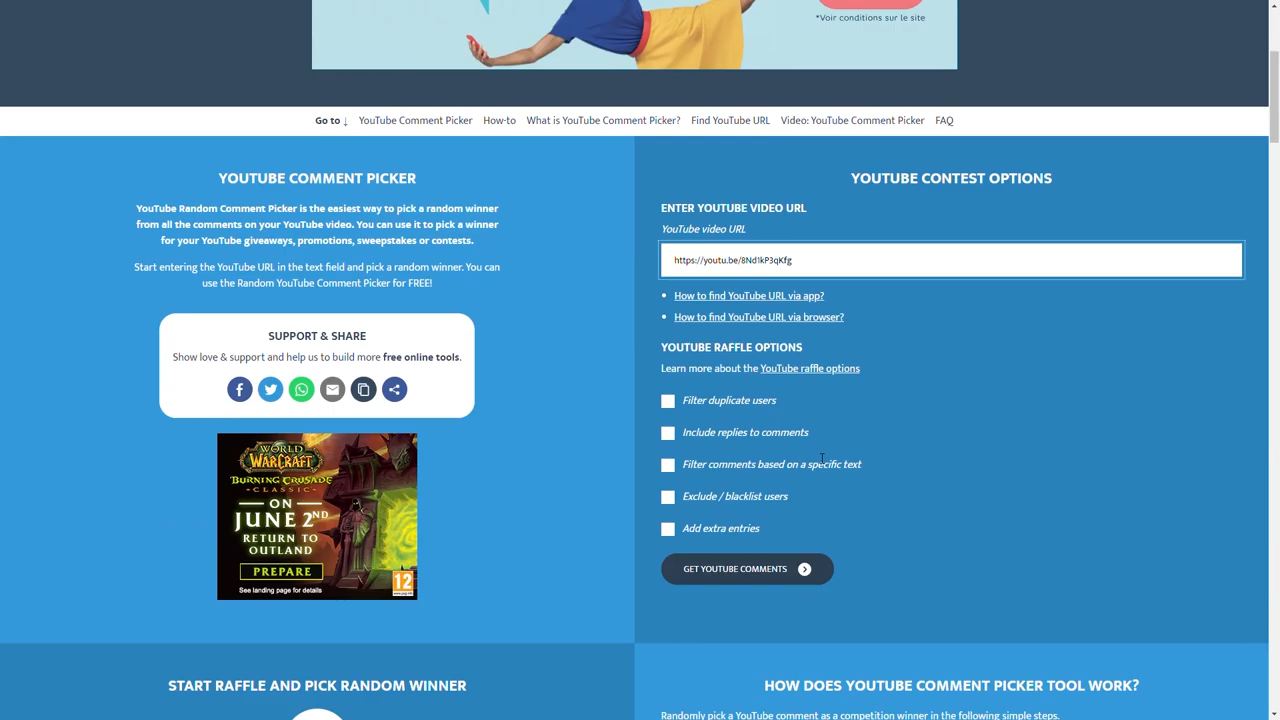 *Voir conditions sur le site
Go to ↓ YouTube Comment Picker How-to What is YouTube Comment Picker? Find YouTube URL Video: YouTube Comment Picker FAQ
YOUTUBE COMMENT PICKER
YouTube Random Comment Picker is the easiest way to pick a random winner
from all the comments on your YouTube video. You can use it to pick a winner
for your YouTube giveaways, promotions, sweepstakes or contests.
Start entering the YouTube URL in the text field and pick a random winner. You can
use the Random YouTube Comment Picker for FREE!
SUPPORT & SHARE
Show love & support and help us to build more free online tools.
WORLD
OF
WARCRAFT
BURNING CRUSADE
CLASSIC
ON
JUNE 2ND
RETURN TO
OUTLAND
PREPARE
See landing page for details
12
www.pegi.info
YOUTUBE CONTEST OPTIONS
ENTER YOUTUBE VIDEO URL
YouTube video URL
https://youtu.be/8Nd1kP3qKfg
How to find YouTube URL via app?
How to find YouTube URL via browser?
YOUTUBE RAFFLE OPTIONS
Learn more about the YouTube raffle options
Filter duplicate users
Include replies to comments
Filter comments based on a specific text
Exclude / blacklist users
Add extra entries
GET YOUTUBE COMMENTS
START RAFFLE AND PICK RANDOM WINNER
HOW DOES YOUTUBE COMMENT PICKER TOOL WORK?
Randomly pick a YouTube comment as a competition winner in the following simple steps.